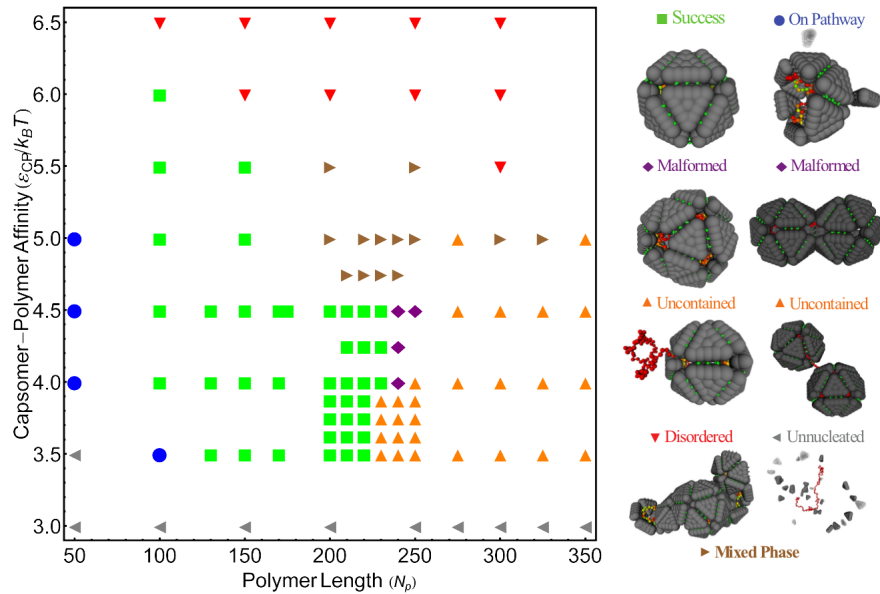 6.5
6.0
5.5
5.0
4.5
4.0
3.5
3.0
Capsomer–Polymer Affinity (εCP/kBT)
50 100 150 200 250 300 350
Polymer Length (Np)
Success On Pathway
Malformed Malformed
Uncontained Uncontained
Disordered Unnucleated
Mixed Phase